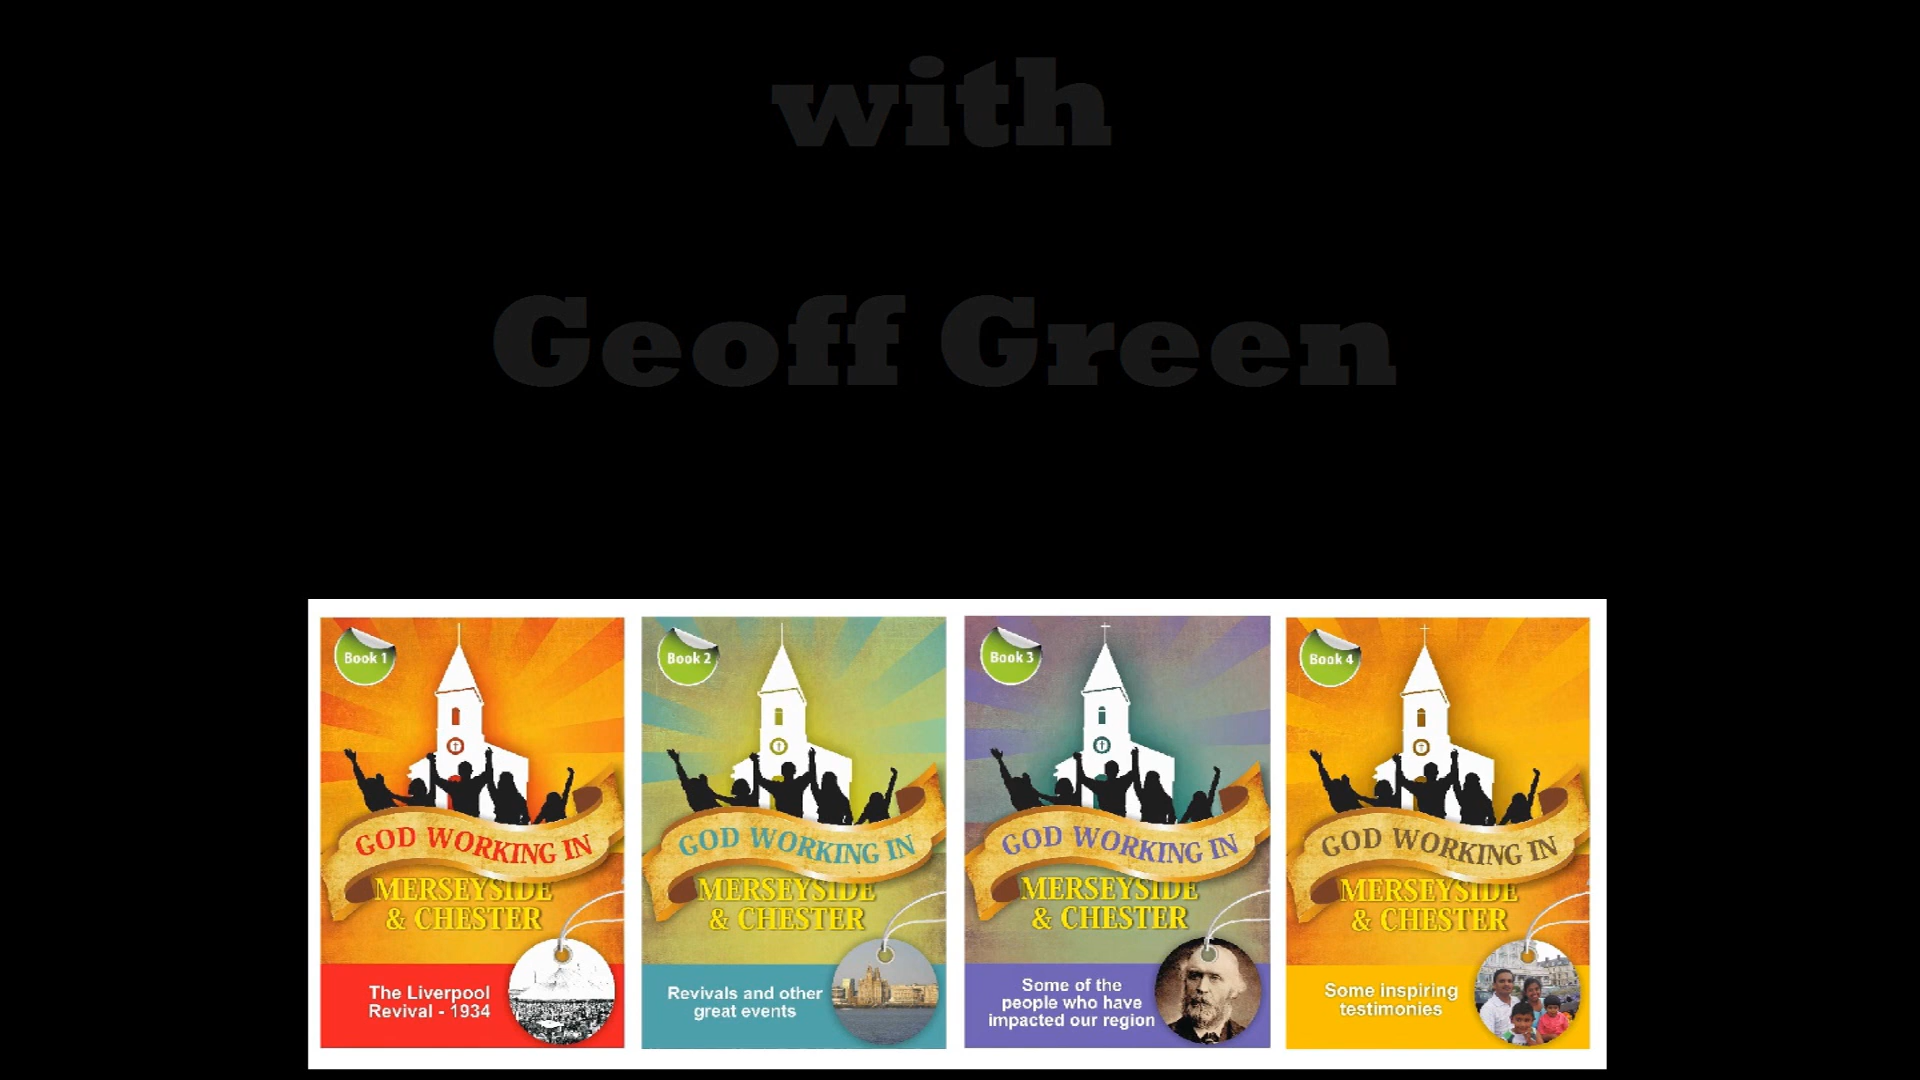 with
Geoff Green
Book 1
GOD WORKING IN
MERSEYSIDE
& CHESTER
The Liverpool
Revival - 1934
Book 2
GOD WORKING IN
MERSEYSIDE
& CHESTER
Revivals and other
great events
Book 3
GOD WORKING IN
MERSEYSIDE
& CHESTER
Some of the
people who have
impacted our region
Book 4
GOD WORKING IN
MERSEYSIDE
& CHESTER
Some inspiring
testimonies